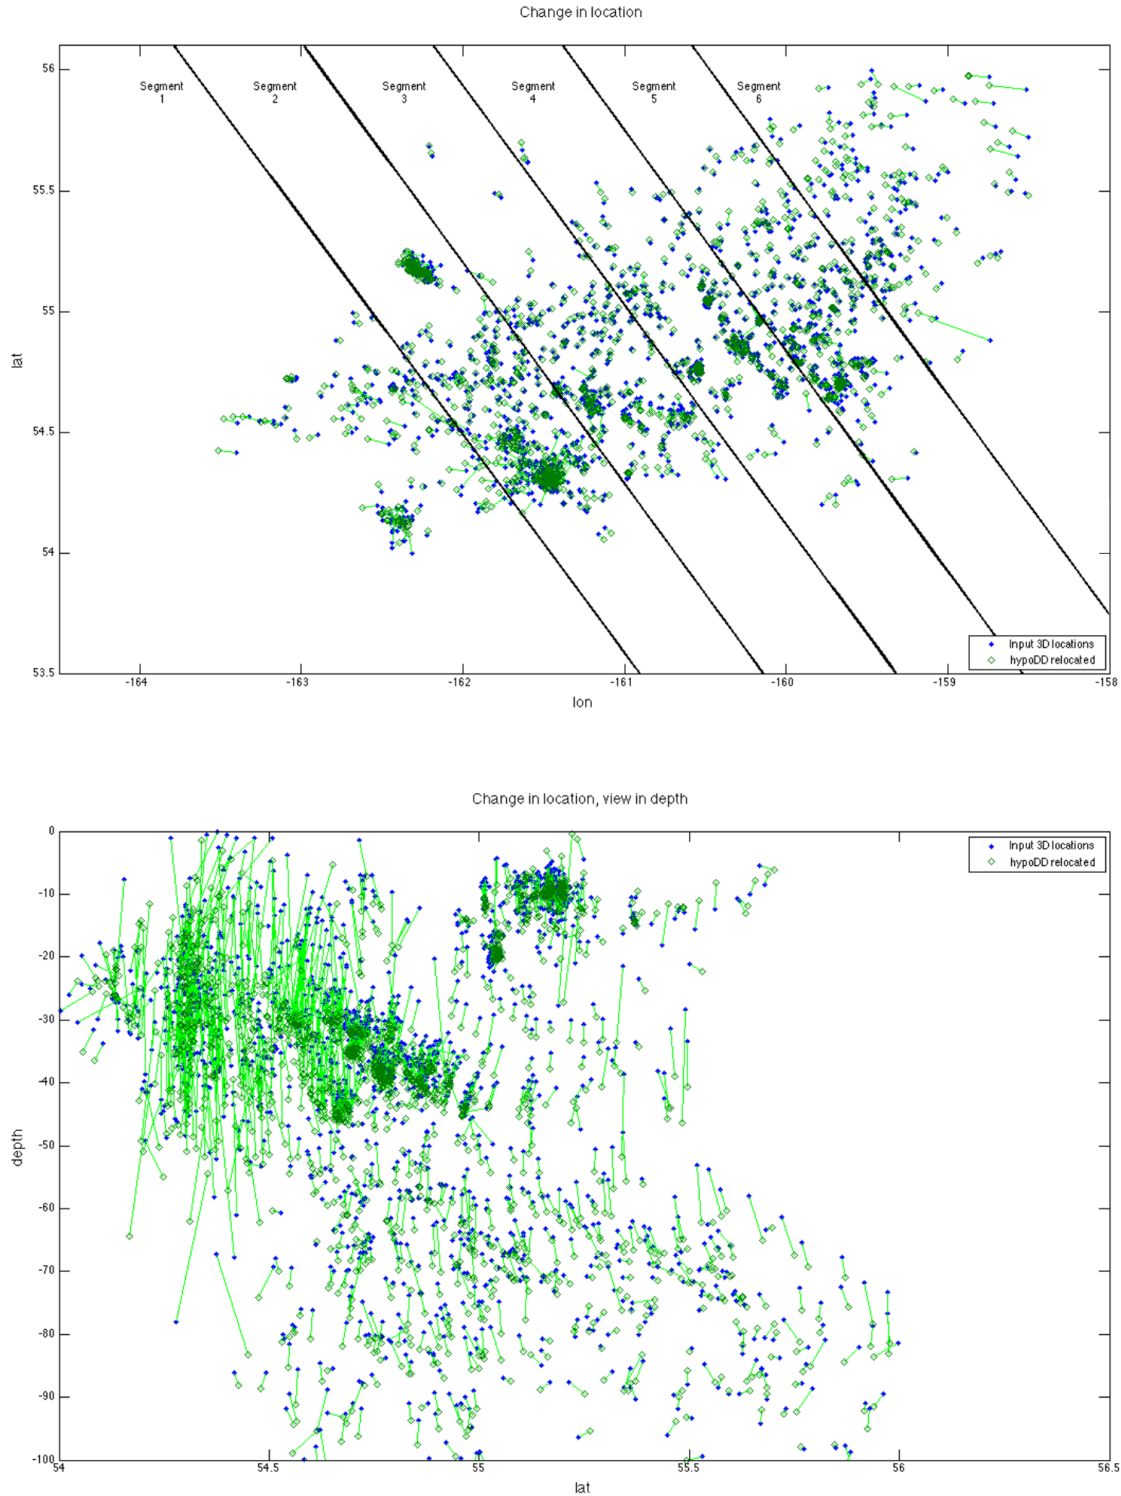 Change in location
56
55.5
55
54.5
54
53.5
lat
Segment
1
Segment
2
Segment
3
Segment
4
Segment
5
Segment
6
Input 3D locations
hypoDD relocated
-164
-163
-162
-161
-160
-159
-158
lon
Change in location, view in depth
0
-10
-20
-30
-40
-50
-60
-70
-80
-90
-100
depth
Input 3D locations
hypoDD relocated
54
54.5
55
55.5
56
56.5
lat